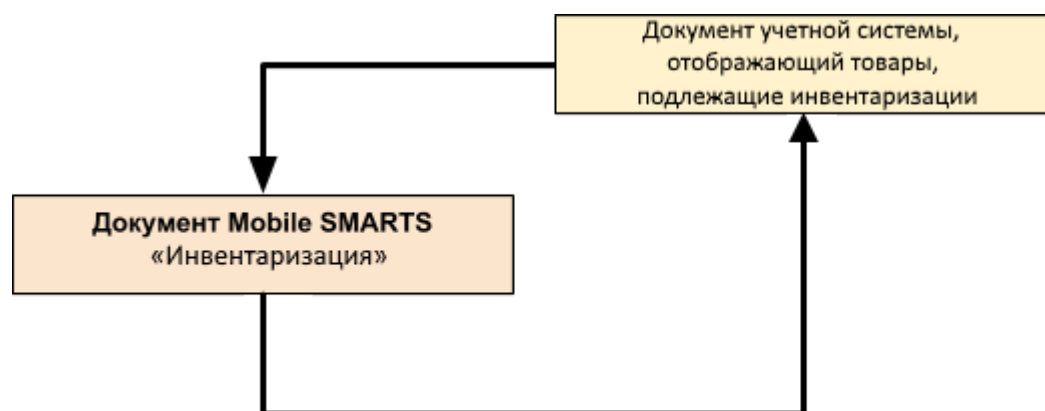 Документ учетной системы,
отображающий товары,
подлежащие инвентаризации
Документ Mobile SMARTS
«Инвентаризация»